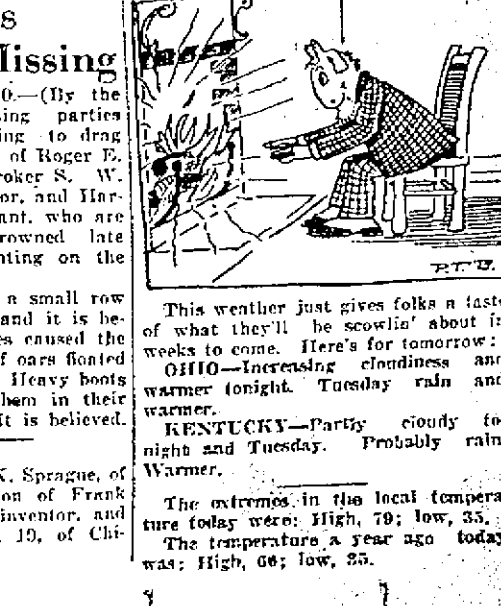 s
Missing
0.—(By the
sing parties
ing to drag
of Roger E.
roker S. W.
or, and Har-
ant, who are
rowned late
nting on the
a small row
and it is be-
es caused the
f oars floated
Heavy boots
hem in their
it is believed.
K. Sprague, of
on of Frank
inventor, and
19, of Chi-
This weather just gives folks a taste
of what they'll be scowlin' about in
weeks to come. Here's for tomorrow:
OHIO—Increasing cloudiness and
warmer tonight. Tuesday rain and
warmer.
KENTUCKY—Partly cloudy to-
night and Tuesday. Probably rain
Warmer.
The extremes in the local tempera-
ture today were: High, 79; low, 35.
The temperature a year ago today
was: High, 66; low, 35.